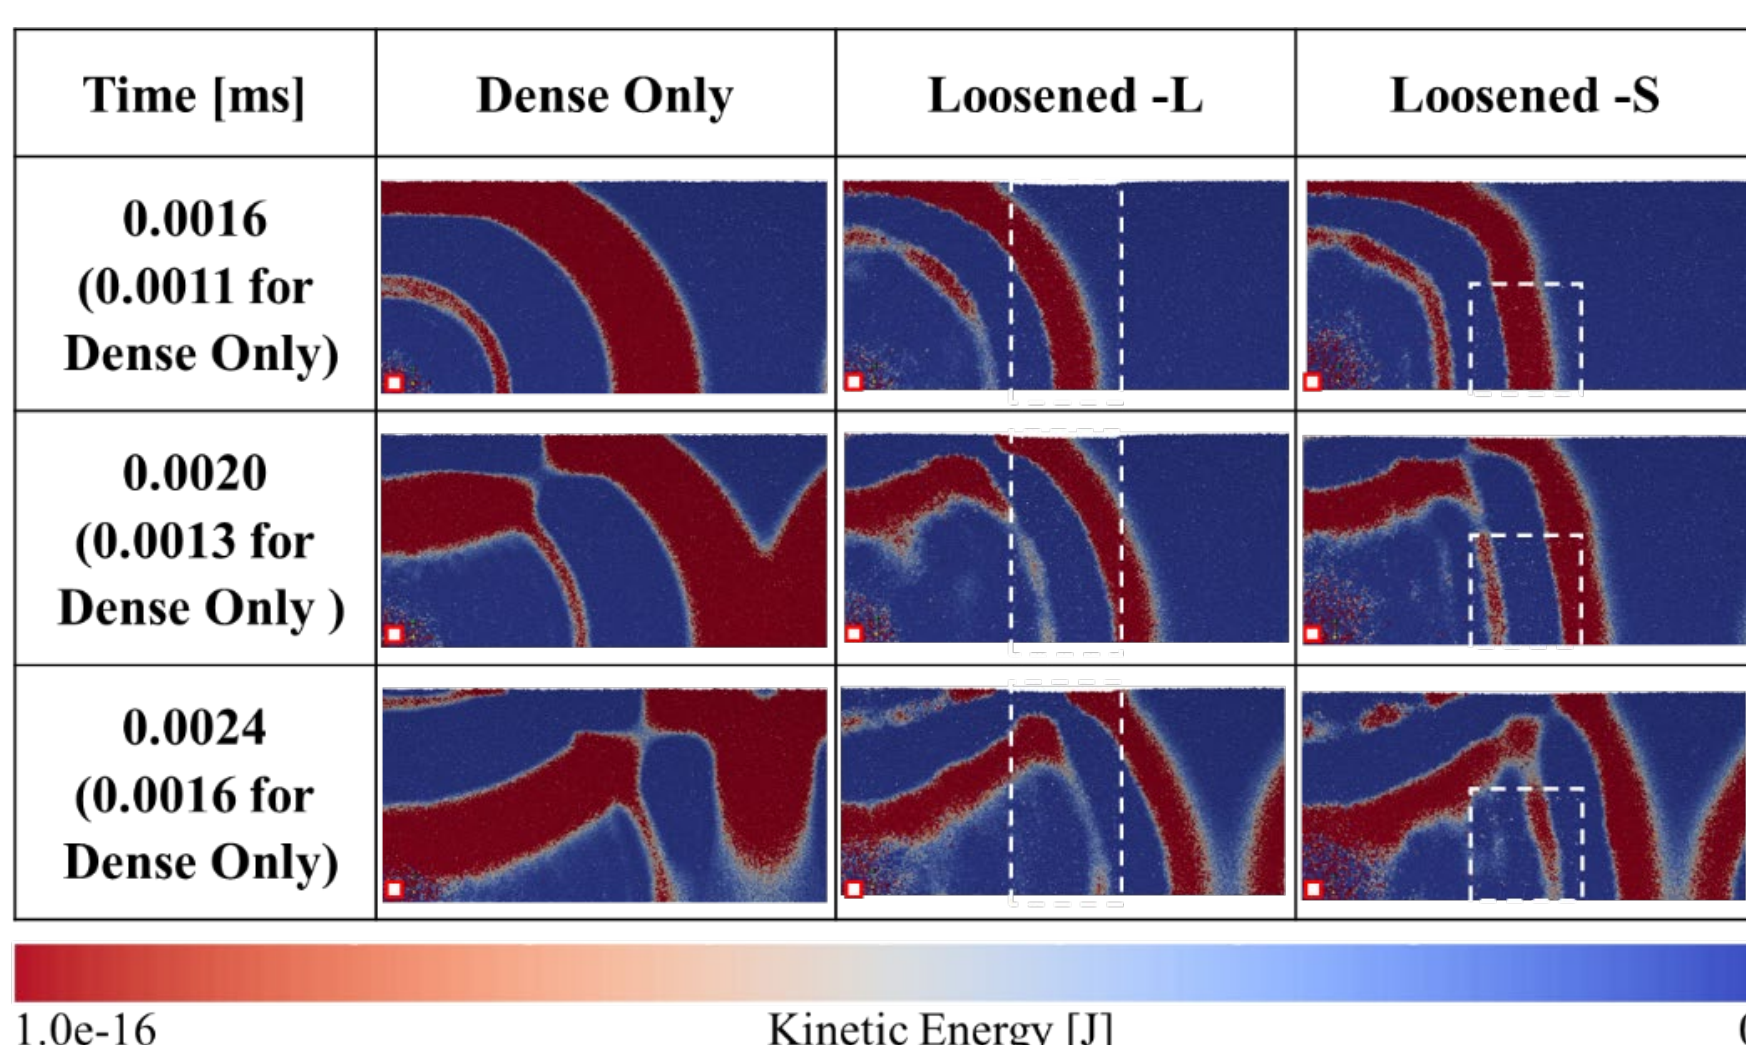 Time [ms]
Dense Only
Loosened -L
Loosened -S
0.0016
(0.0011 for
Dense Only)
0.0020
(0.0013 for
Dense Only )
0.0024
(0.0016 for
Dense Only)
1.0e-16
Kinetic Energy [J]